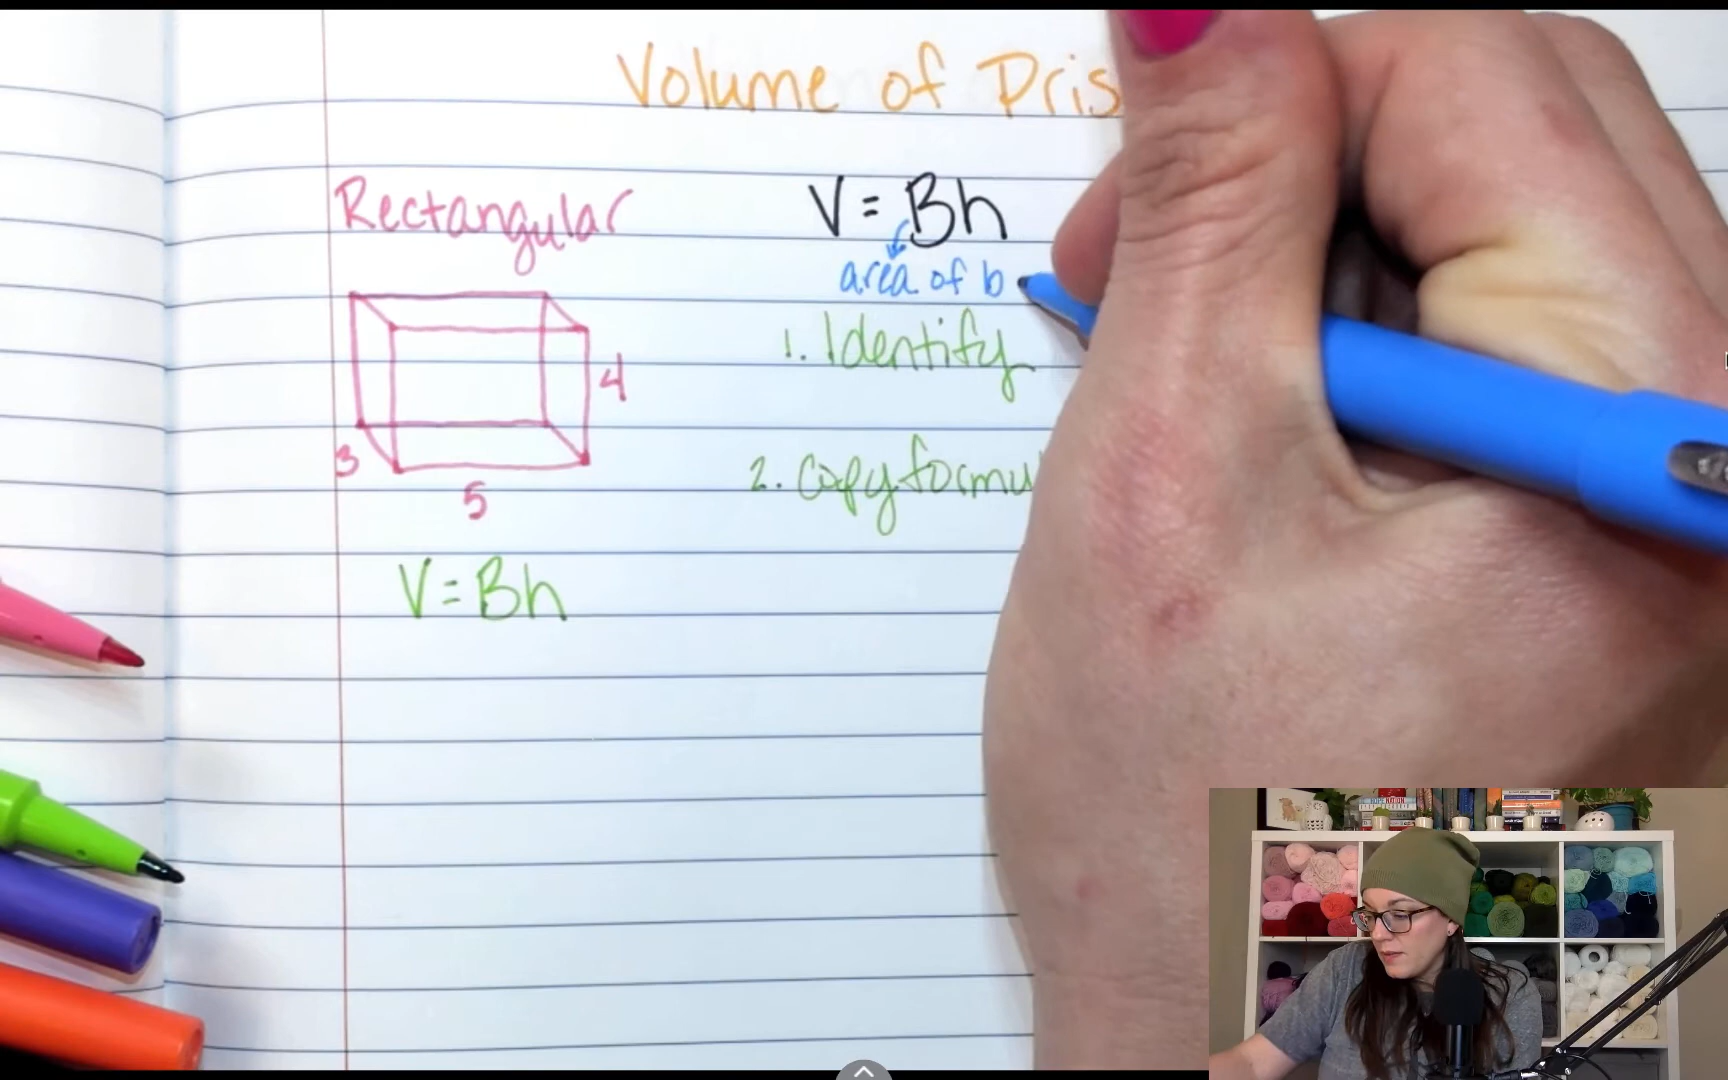 Volume of Pris
Rectangular
V = Bh
area of b
1. Identify
4
3
5
2. Copy formu
V = Bh